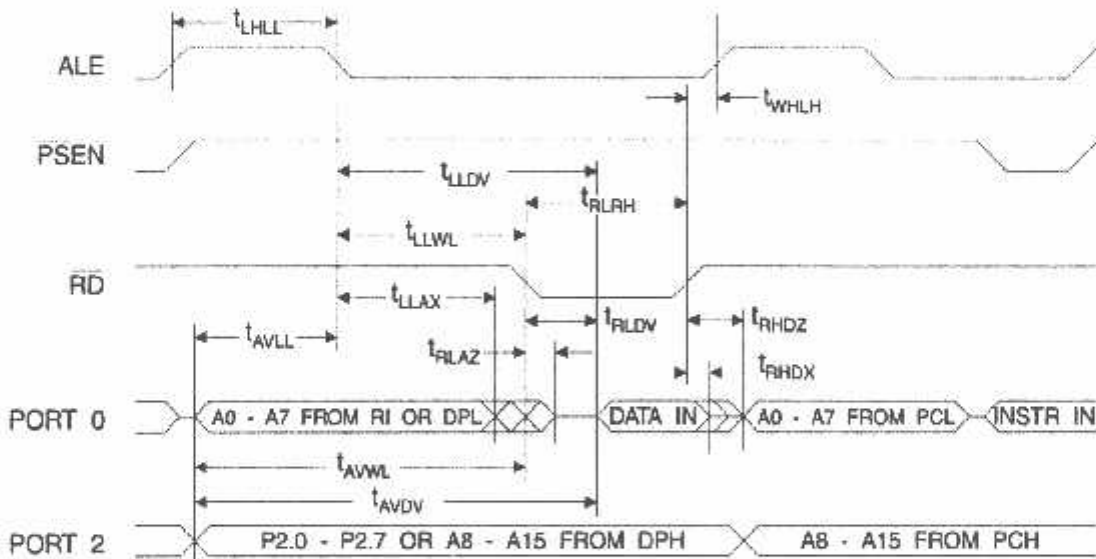 tLHLL
ALE
tWHLH
PSEN
tLLDV
tRLRH
tLLWL
RD
tLLAX
tRLDV
tRHDZ
tAVLL
tRLAZ
tRHDX
PORT 0
A0 - A7 FROM RI OR DPL
DATA IN
A0 - A7 FROM PCL
INSTR IN
tAVWL
tAVDV
PORT 2
P2.0 - P2.7 OR A8 - A15 FROM DPH
A8 - A15 FROM PCH